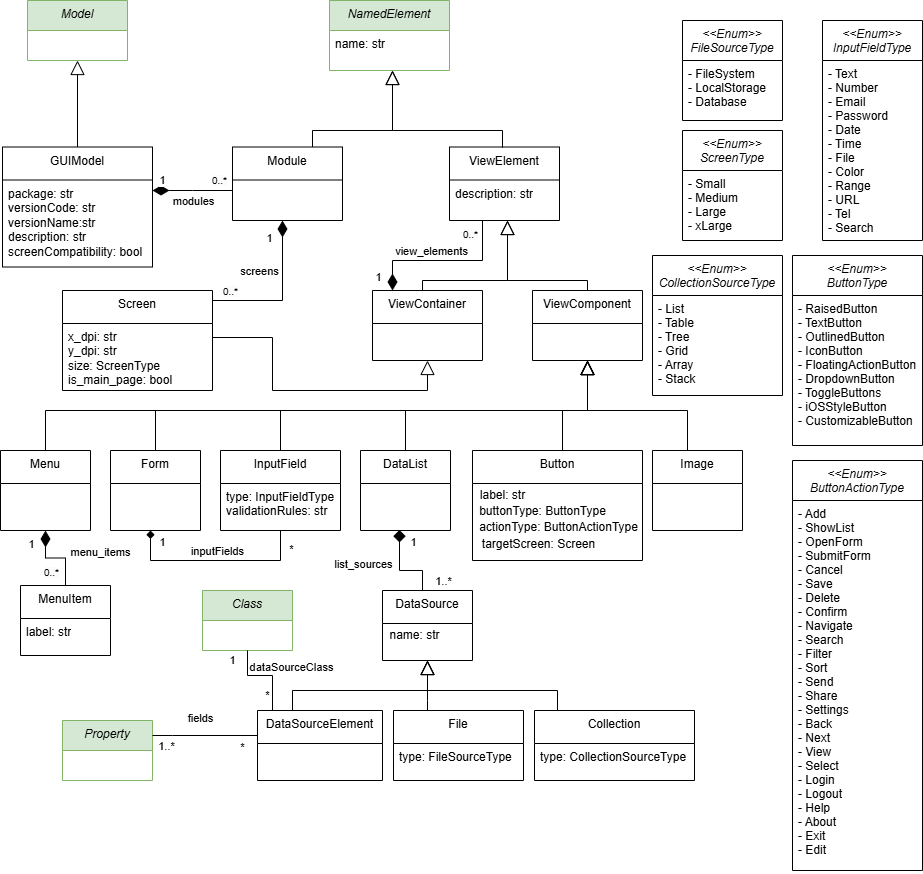 Model
NamedElement
name: str
GUIModel
package: str
versionCode: str
versionName:str
description: str
screenCompatibility: bool
1
0..*
modules
Module
1
screens
0..*
ViewElement
description: str
0..*
view_elements
1
Screen
x_dpi: str
y_dpi: str
size: ScreenType
is_main_page: bool
ViewContainer
ViewComponent
Menu
1
menu_items
0..*
MenuItem
label: str
Form
1
inputFields
*
InputField
type: InputFieldType
validationRules: str
DataList
1
list_sources
1..*
Button
label: str
buttonType: ButtonType
actionType: ButtonActionType
targetScreen: Screen
Image
DataSource
name: str
Class
1
dataSourceClass
*
Property
fields
1..*
*
DataSourceElement
File
type: FileSourceType
Collection
type: CollectionSourceType
<<Enum>>
FileSourceType
- FileSystem
- LocalStorage
- Database
<<Enum>>
ScreenType
- Small
- Medium
- Large
- xLarge
<<Enum>>
InputFieldType
- Text
- Number
- Email
- Password
- Date
- Time
- File
- Color
- Range
- URL
- Tel
- Search
<<Enum>>
CollectionSourceType
- List
- Table
- Tree
- Grid
- Array
- Stack
<<Enum>>
ButtonType
- RaisedButton
- TextButton
- OutlinedButton
- IconButton
- FloatingActionButton
- DropdownButton
- ToggleButtons
- iOSStyleButton
- CustomizableButton
<<Enum>>
ButtonActionType
- Add
- ShowList
- OpenForm
- SubmitForm
- Cancel
- Save
- Delete
- Confirm
- Navigate
- Search
- Filter
- Sort
- Send
- Share
- Settings
- Back
- Next
- View
- Select
- Login
- Logout
- Help
- About
- Exit
- Edit